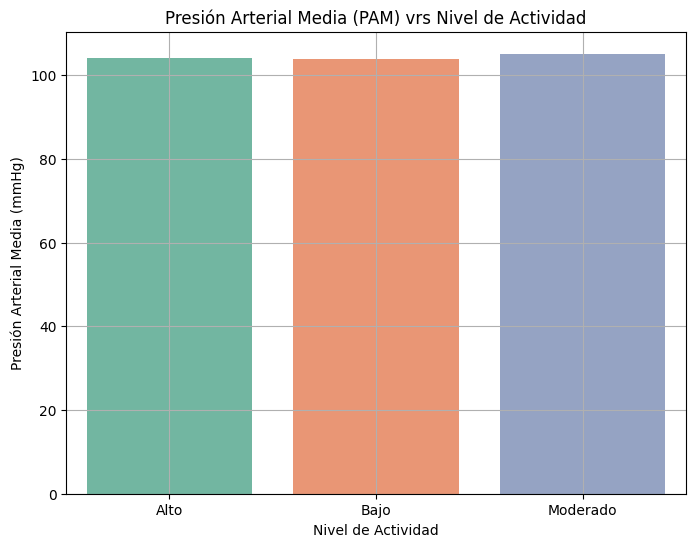 Presión Arterial Media (PAM) vrs Nivel de Actividad
Presión Arterial Media (mmHg)
100
80
60
40
20
0
Alto
Bajo
Moderado
Nivel de Actividad